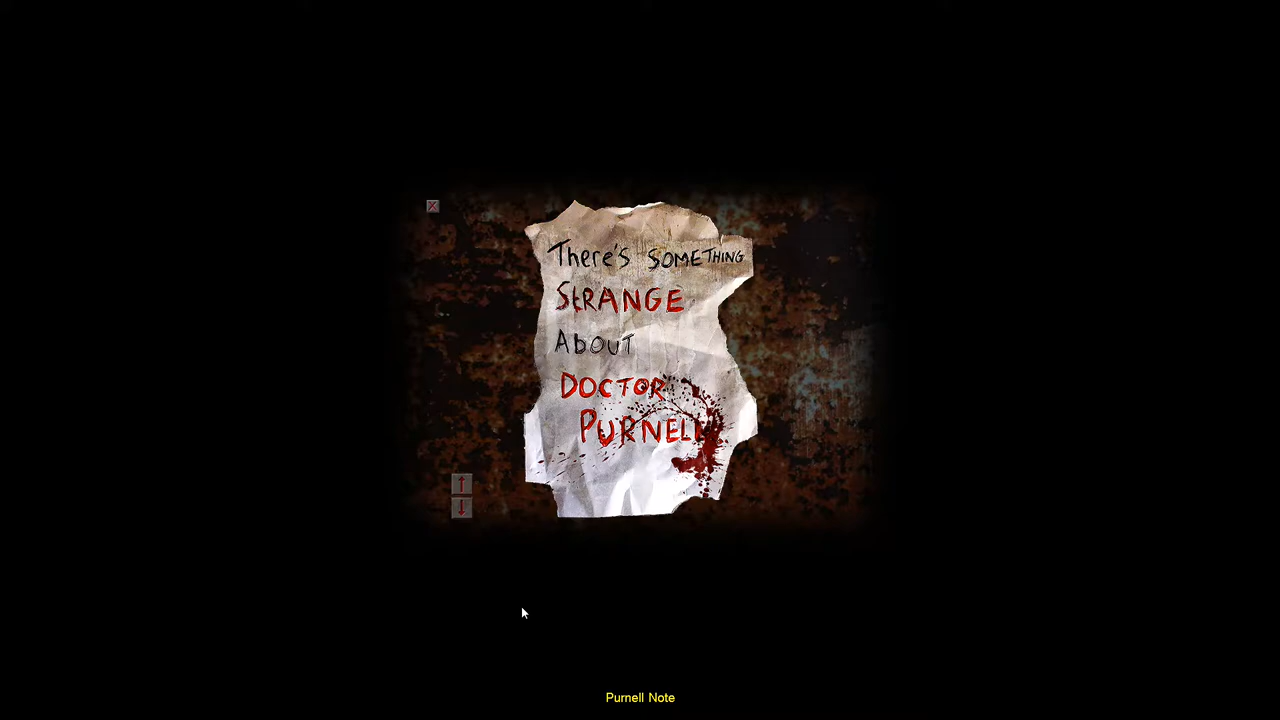 There's SOMETHING
STRANGE
ABOUT
DOCTOR
PURNELL
Purnell Note